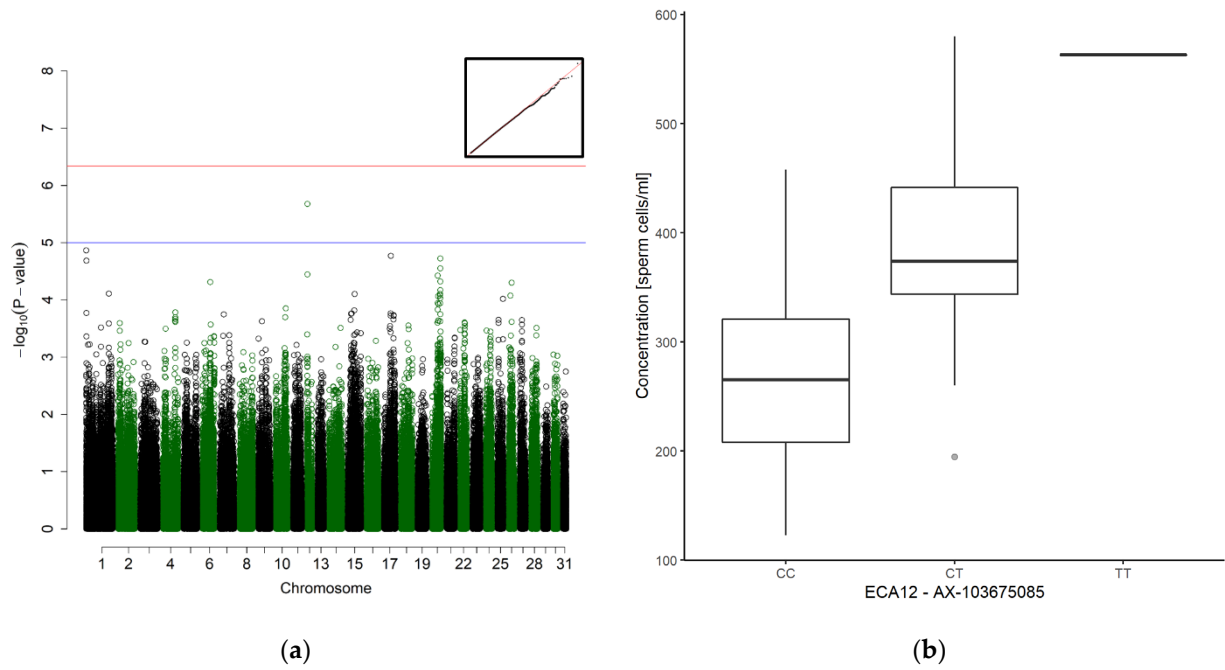 8
7
6
5
4
3
2
1
0
−log10(P−value)
1 2 4 6 8 10 13 15 17 19 22 25 28 31
Chromosome
(a)
600
500
400
300
200
100
Concentration [sperm cells/ml]
CC CT TT
ECA12 - AX-103675085
(b)